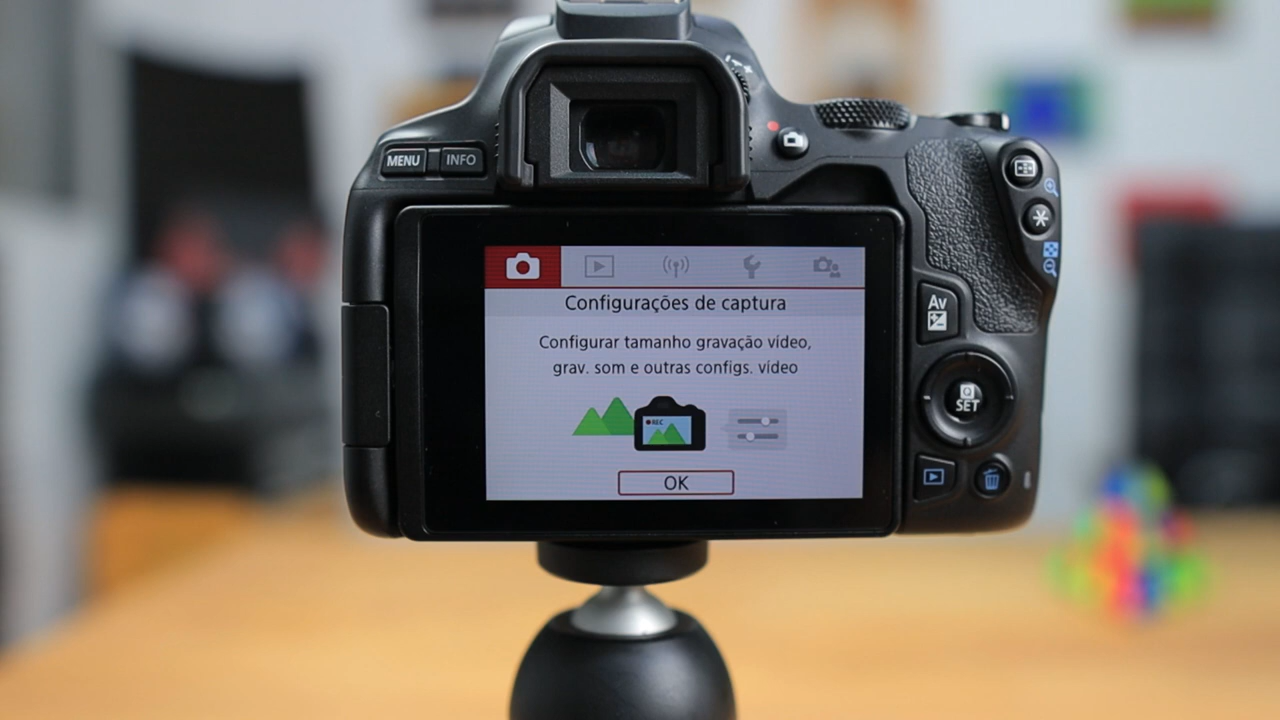 MENU INFO
Configurações de captura
Configurar tamanho gravação vídeo,
grav. som e outras configs. vídeo
REC
OK
Av
Q
SET